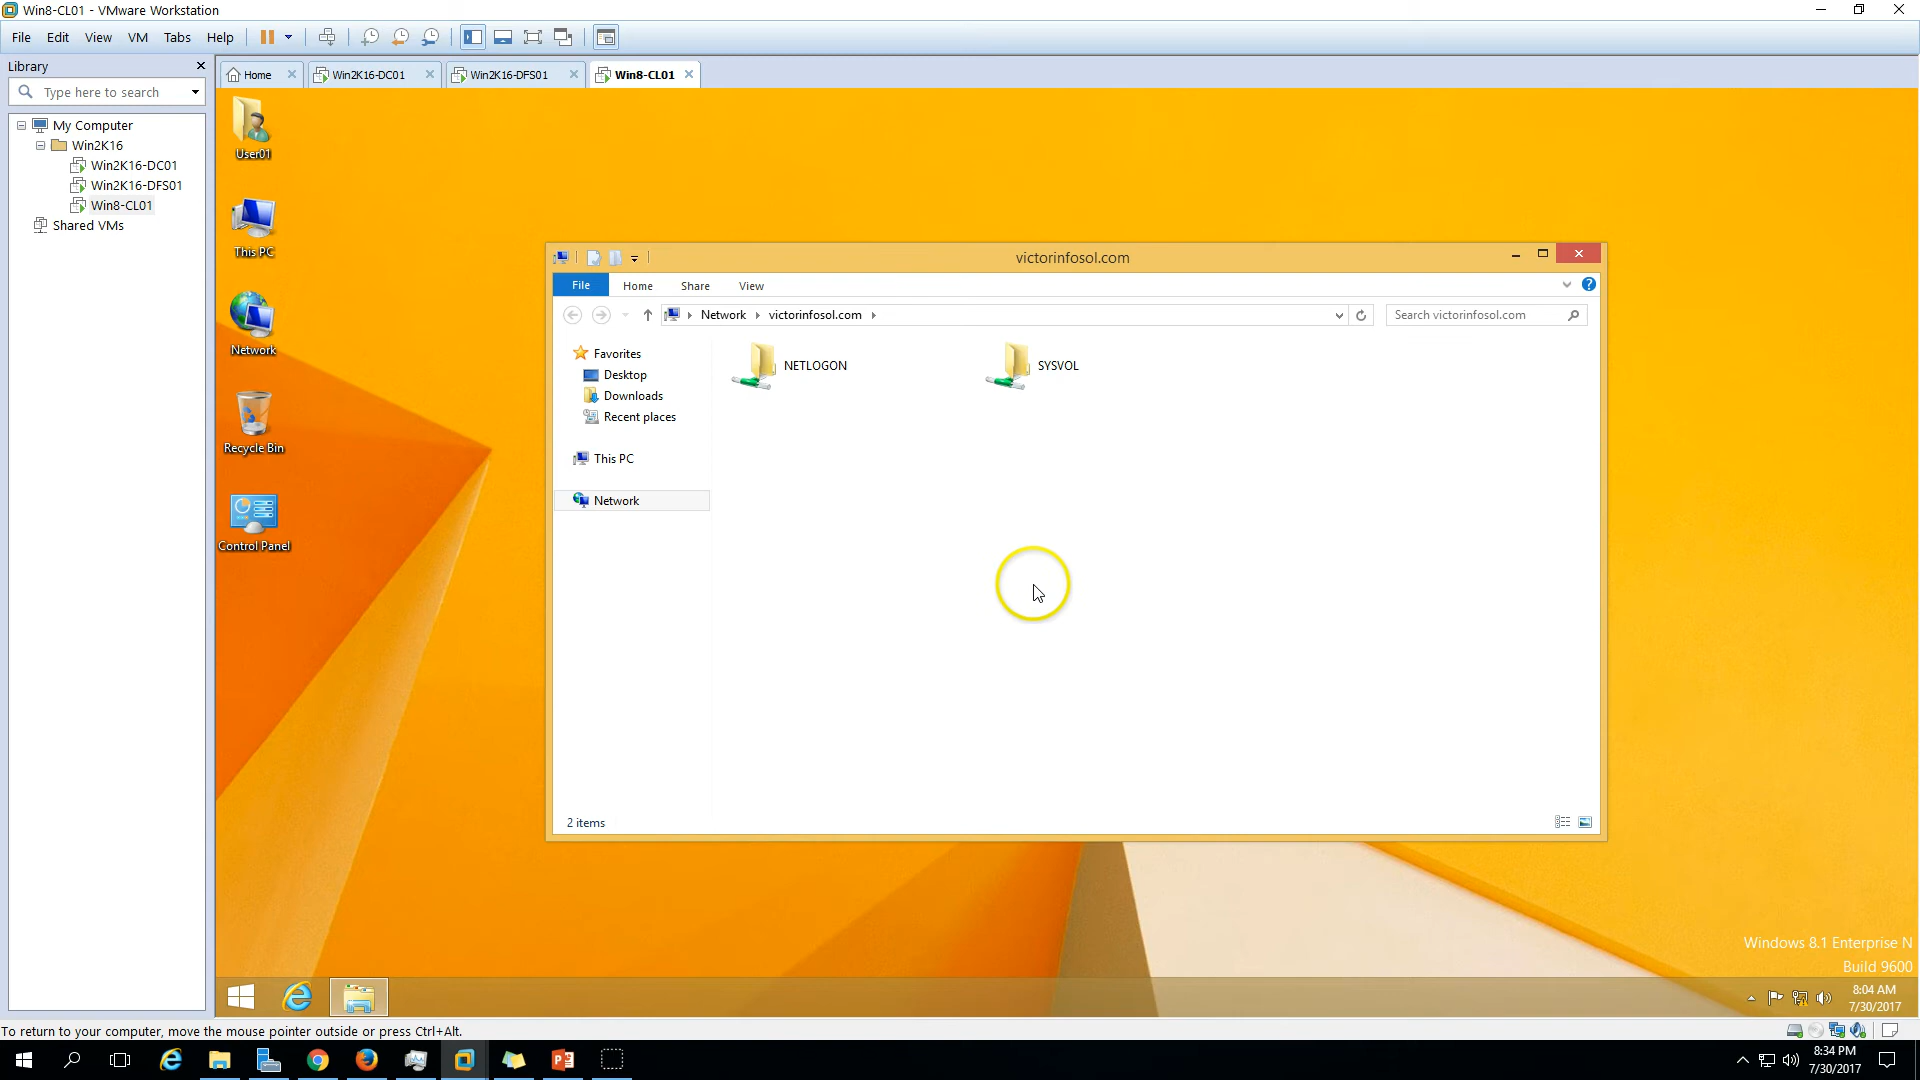 Win8-CL01 - VMware Workstation
File Edit View VM Tabs Help
Library
Type here to search
My Computer
Win2K16
Win2K16-DC01
Win2K16-DFS01
Win8-CL01
Shared VMs
Home
Win2K16-DC01
Win2K16-DFS01
Win8-CL01
User01
This PC
Network
Recycle Bin
Control Panel
victorinfosol.com
File Home Share View
Network victorinfosol.com
Search victorinfosol.com
Favorites
Desktop
Downloads
Recent places
This PC
Network
NETLOGON
SYSVOL
2 items
Windows 8.1 Enterprise N
Build 9600
8:04 AM
7/30/2017
To return to your computer, move the mouse pointer outside or press Ctrl+Alt.
8:34 PM
7/30/2017